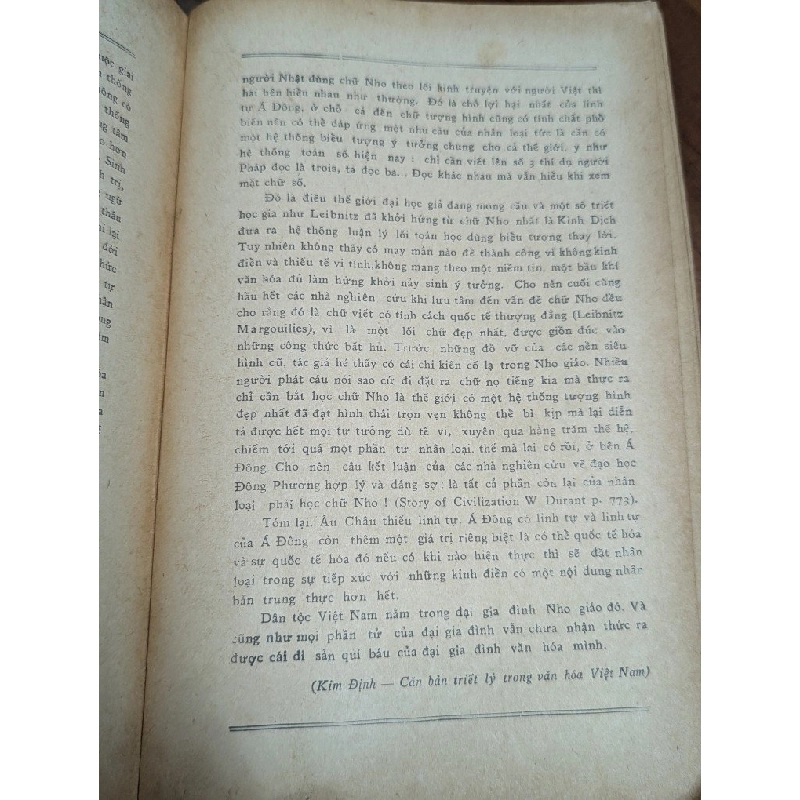 người Nhật dùng chữ Nho theo lối kinh truyện với người Việt thì
hai bên hiểu nhau như thường. Đó là chỗ lợi hại nhất của linh
tự Á Đông, ở chỗ cả đến chữ tượng hình cũng có tính chất phổ
biến nên có thể đáp ứng một nhu cầu của nhân loại tức là cần có
một hệ thống biểu tượng ý tưởng chung cho cả thế giới, y như
hệ thống toán số hiện nay : chỉ cần viết lên số 3 thí dụ người
Pháp đọc là trois, ta đọc ba... Đọc khác nhau mà vẫn hiểu khi xem
mặt chữ số.
Đó là điều thế giới đại học giả đang mong cầu và một số triết
học gia như Leibnitz đã khởi hứng từ chữ Nho nhất là Kinh Dịch
đưa ra hệ thống luận lý lối toán học dùng biểu tượng thay lời.
Tuy nhiên không thấy có may mắn nào để thành công vì không kinh
điển và thiếu tế vi tính, không mang theo một niềm tin, một bầu khí
văn hóa đủ làm hứng khởi nảy sinh ý tưởng. Cho nên cuối cùng
hầu hết các nhà nghiên cứu khi lưu tâm đến vấn đề chữ Nho đều
cho rằng đó là chữ viết có tính cách quốc tế thượng đẳng (Leibnitz
Margoulies), vì là một lối chữ đẹp nhất, được giồn đúc vào
những công thức bất hủ. Trước những đổ vỡ của các nền siêu
hình cũ, tác giả hé thấy có cái chi kiên cố lạ trong Nho giáo. Nhiều
người phát câu nói sao cứ đi đặt ra chữ nọ tiếng kia mà thực ra
chỉ cần bắt học chữ Nho là thế giới có một hệ thống tượng hình
đẹp nhất đã đạt hình thái trọn vẹn không thể bì kịp mà lại diễn
tả được hết mọi tư tưởng dù tế vi, xuyên qua hàng trăm thế hệ,
chiếm tới quá một phần tư nhân loại, thế mà lại có rồi, ở bên Á
Đông. Cho nên câu kết luận của các nhà nghiên cứu về đạo học
Đông Phương hợp lý và đáng sợ : là tất cả phần còn lại của nhân
loại phải học chữ Nho ! (Story of Civilization W. Durant p. 773).
Tóm lại, Âu Châu thiếu linh tự, Á Đông có linh tự và linh tư
của Á Đông còn thêm một giá trị riêng biệt là có thể quốc tế hóa
và sự quốc tế hóa đó nếu có khi nào hiện thực thì sẽ đặt nhân
loại trong sự tiếp xúc với những kinh điển có một nội dung nhân
bản trung thực hơn hết.
Dân tộc Việt Nam nằm trong đại gia đình Nho giáo đó. Và
cũng như mọi phần tử của đại gia đình vẫn chưa nhận thức ra
được cái di sản quí báu của đại gia đình văn hóa mình.
(Kim Định — Căn bản triết lý trong văn hóa Việt Nam)